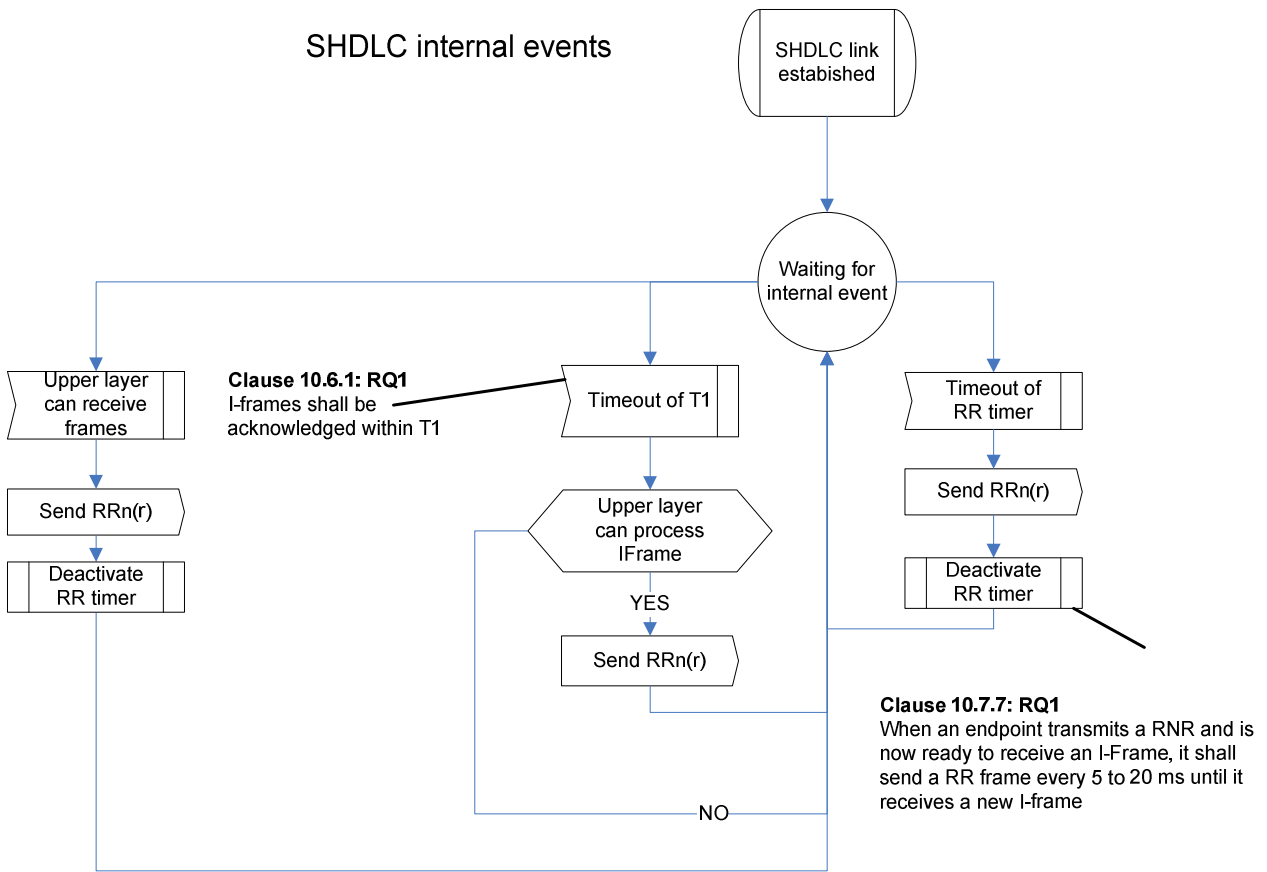 SHDLC internal events
SHDLC link
estabished
Waiting for
internal event
Upper layer
can receive
frames
Clause 10.6.1: RQ1
I-frames shall be
acknowledged within T1
Timeout of T1
Timeout of
RR timer
Send RRn(r)
Upper layer
can process
IFrame
Send RRn(r)
Deactivate
RR timer
YES
Deactivate
RR timer
Send RRn(r)
Clause 10.7.7: RQ1
When an endpoint transmits a RNR and is
now ready to receive an I-Frame, it shall
send a RR frame every 5 to 20 ms until it
receives a new I-frame
NO